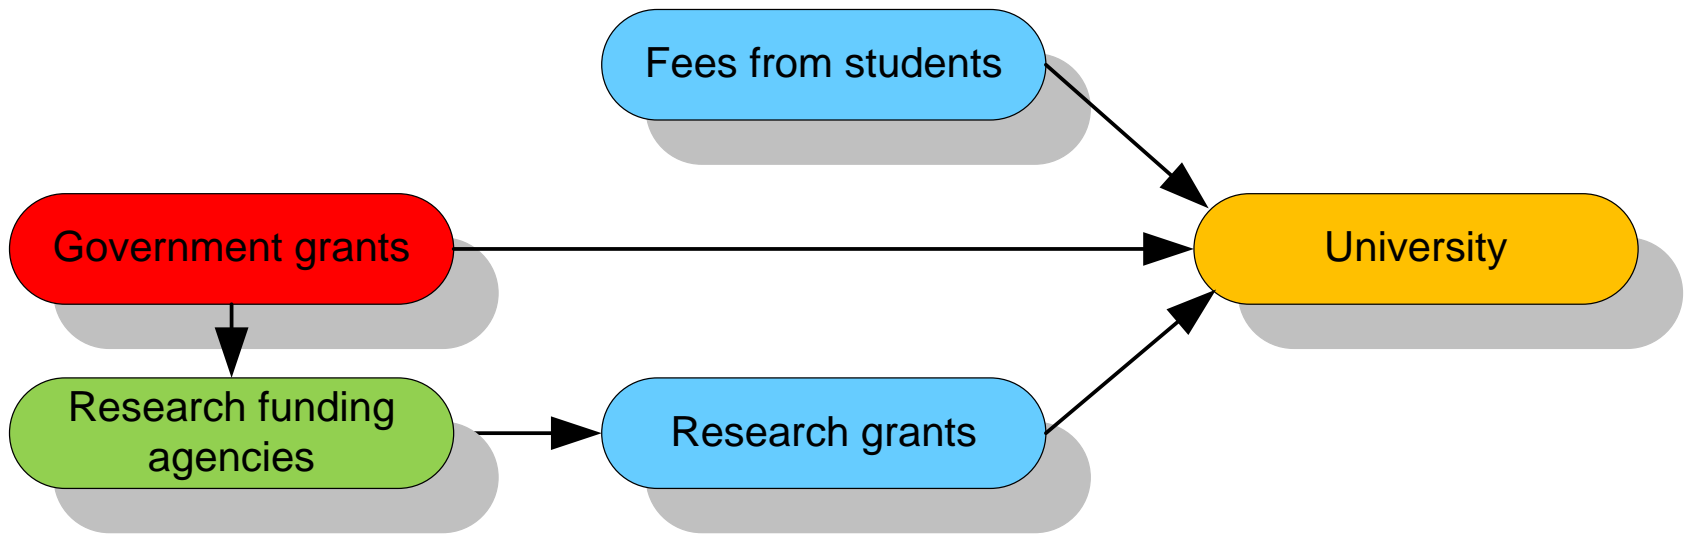 Fees from students
Government grants
University
Research funding
agencies
Research grants